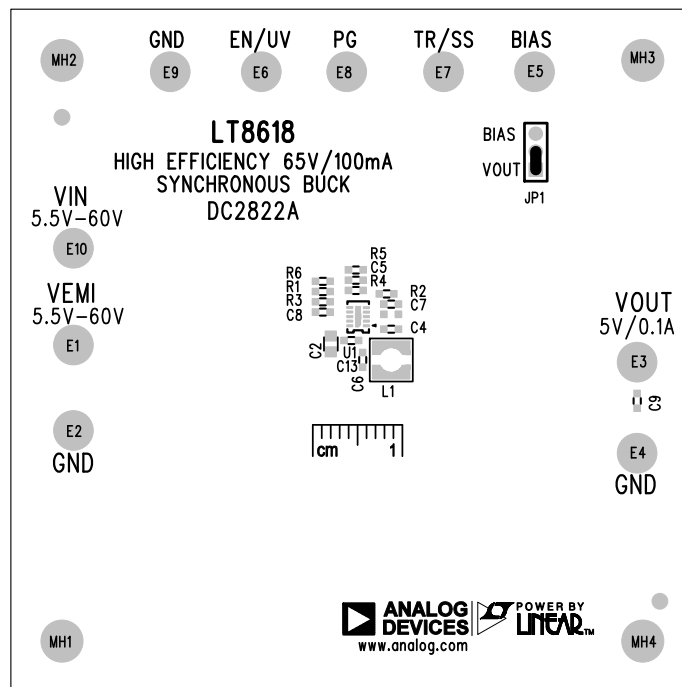 GND EN/UV PG TR/SS BIAS
MH2 E9 E6 E8 E7 E5 MH3
LT8618
HIGH EFFICIENCY 65V/100mA
SYNCHRONOUS BUCK
DC2822A
BIAS
VOUT
JP1
VIN
5.5V-60V
E10
VEMI
5.5V-60V
E1
E2
GND
R5
C5
R4
R6
R1
R3
C8
R2
C7
C4
C2
U1
C13
C6
L1
VOUT
5V/0.1A
E3
C9
E4
GND
cm 1
ANALOG
DEVICES
www.analog.com
POWER BY
LINEAR™
MH1
MH4